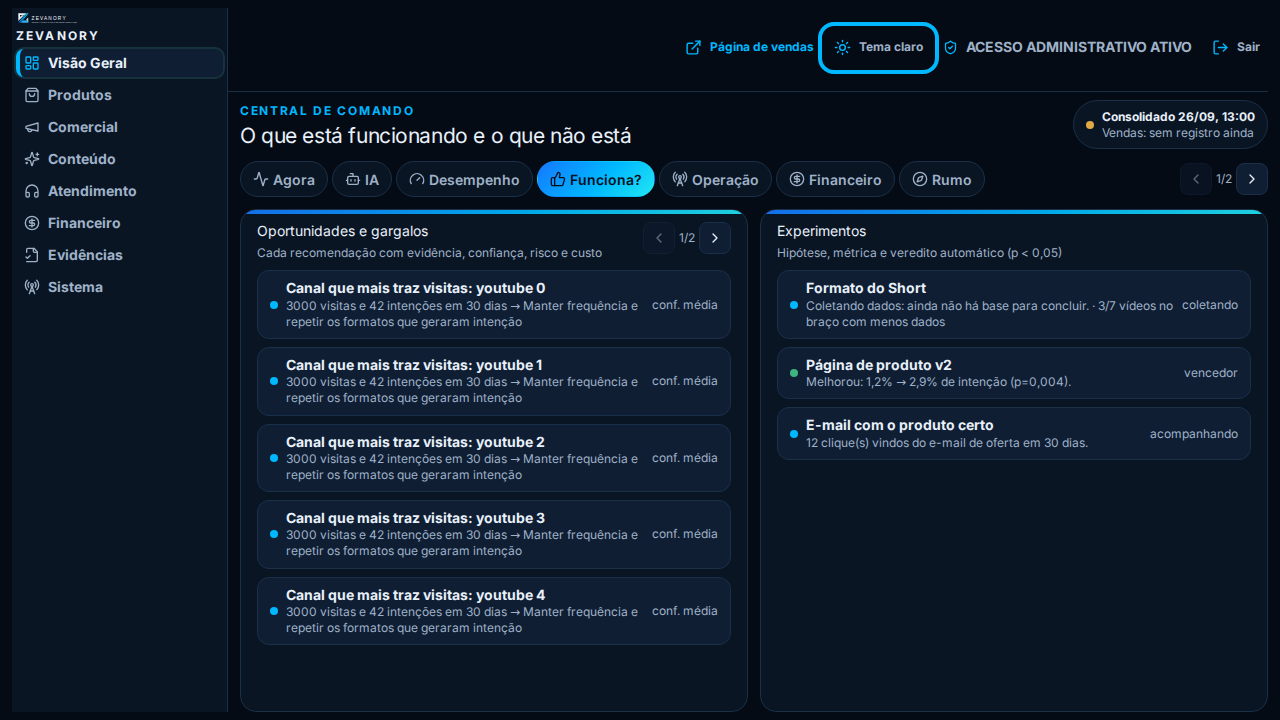 ZEVANORY
ZEVANORY
Visão Geral
Produtos
Comercial
Conteúdo
Atendimento
Financeiro
Evidências
Sistema
Página de vendas
Tema claro
ACESSO ADMINISTRATIVO ATIVO
Sair
CENTRAL DE COMANDO
O que está funcionando e o que não está
Consolidado 26/09, 13:00
Vendas: sem registro ainda
Agora
IA
Desempenho
Funciona?
Operação
Financeiro
Rumo
1/2
Oportunidades e gargalos
Cada recomendação com evidência, confiança, risco e custo
1/2
Canal que mais traz visitas: youtube 0
3000 visitas e 42 intenções em 30 dias → Manter frequência e
repetir os formatos que geraram intenção
conf. média
Canal que mais traz visitas: youtube 1
3000 visitas e 42 intenções em 30 dias → Manter frequência e
repetir os formatos que geraram intenção
conf. média
Canal que mais traz visitas: youtube 2
3000 visitas e 42 intenções em 30 dias → Manter frequência e
repetir os formatos que geraram intenção
conf. média
Canal que mais traz visitas: youtube 3
3000 visitas e 42 intenções em 30 dias → Manter frequência e
repetir os formatos que geraram intenção
conf. média
Canal que mais traz visitas: youtube 4
3000 visitas e 42 intenções em 30 dias → Manter frequência e
repetir os formatos que geraram intenção
conf. média
Experimentos
Hipótese, métrica e veredito automático (p < 0,05)
Formato do Short
Coletando dados: ainda não há base para concluir. · 3/7 vídeos no
braço com menos dados
coletando
Página de produto v2
Melhorou: 1,2% → 2,9% de intenção (p=0,004).
vencedor
E-mail com o produto certo
12 clique(s) vindos do e-mail de oferta em 30 dias.
acompanhando